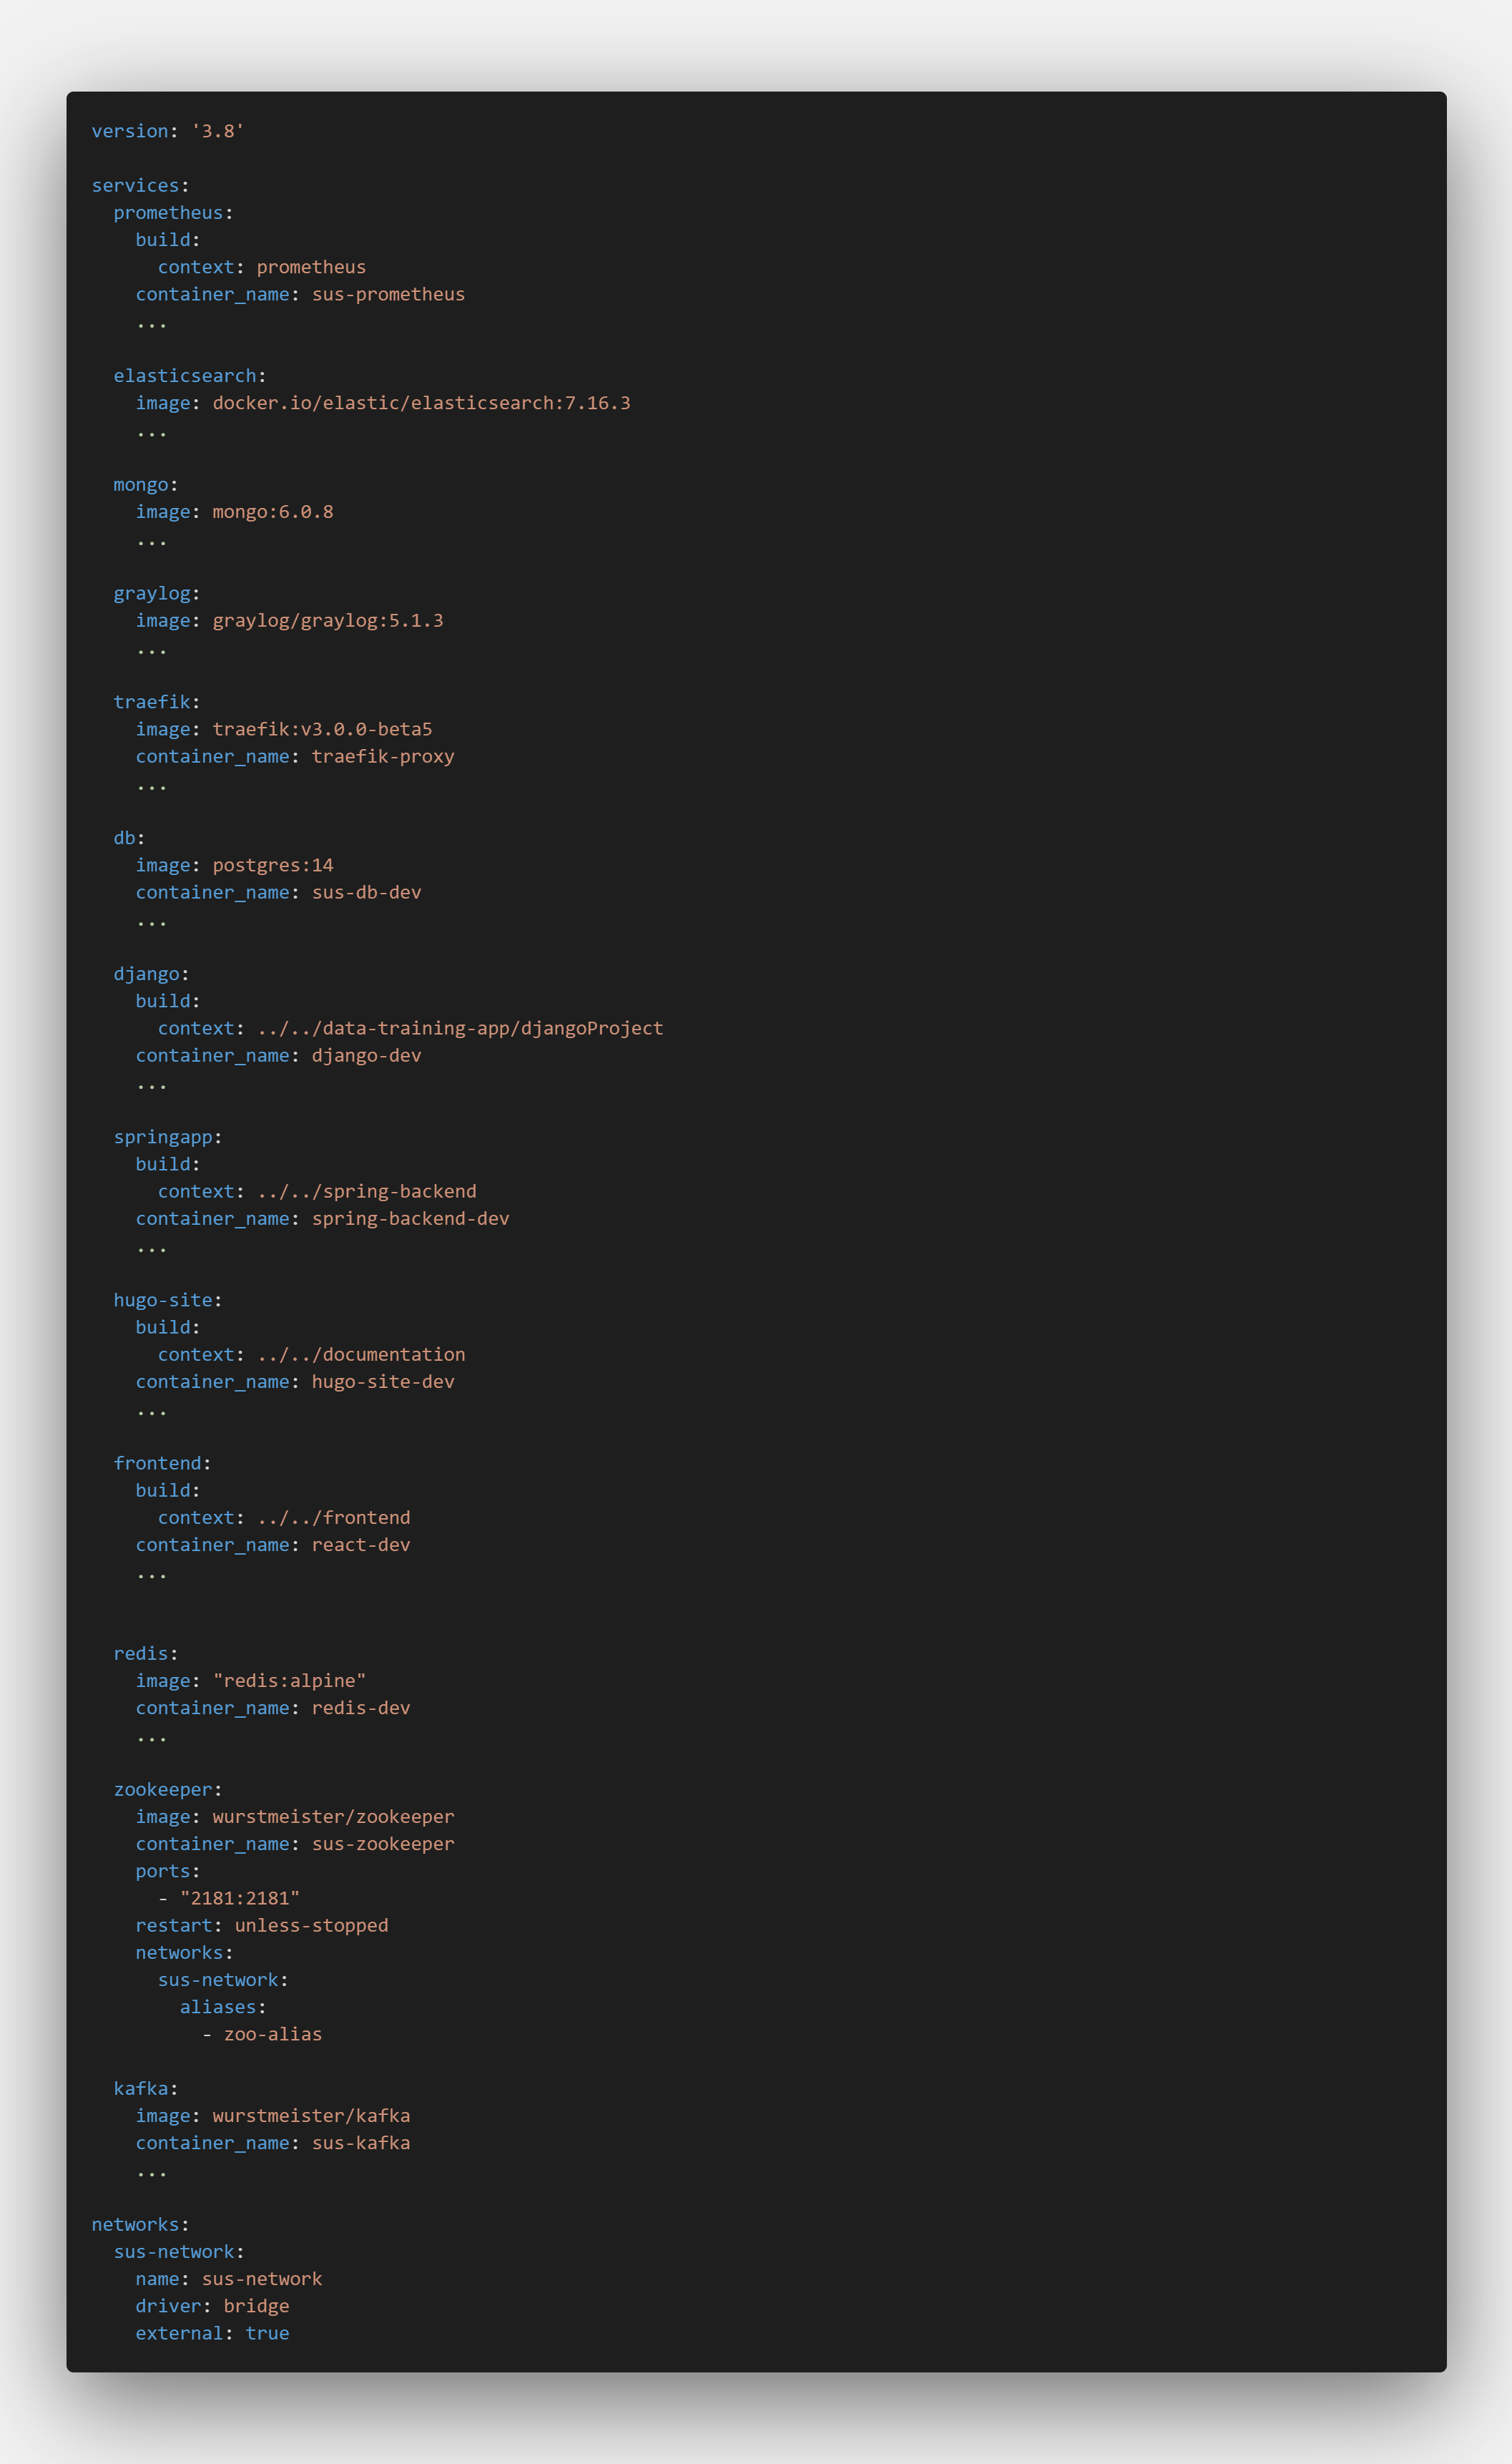 version: '3.8'

services:
  prometheus:
    build:
      context: prometheus
    container_name: sus-prometheus
    ...

  elasticsearch:
    image: docker.io/elastic/elasticsearch:7.16.3
    ...

  mongo:
    image: mongo:6.0.8
    ...

  graylog:
    image: graylog/graylog:5.1.3
    ...

  traefik:
    image: traefik:v3.0.0-beta5
    container_name: traefik-proxy
    ...

  db:
    image: postgres:14
    container_name: sus-db-dev
    ...

  django:
    build:
      context: ../../data-training-app/djangoProject
    container_name: django-dev
    ...

  springapp:
    build:
      context: ../../spring-backend
    container_name: spring-backend-dev
    ...

  hugo-site:
    build:
      context: ../../documentation
    container_name: hugo-site-dev
    ...

  frontend:
    build:
      context: ../../frontend
    container_name: react-dev
    ...


  redis:
    image: "redis:alpine"
    container_name: redis-dev
    ...

  zookeeper:
    image: wurstmeister/zookeeper
    container_name: sus-zookeeper
    ports:
      - "2181:2181"
    restart: unless-stopped
    networks:
      sus-network:
        aliases:
          - zoo-alias

  kafka:
    image: wurstmeister/kafka
    container_name: sus-kafka
    ...

networks:
  sus-network:
    name: sus-network
    driver: bridge
    external: true